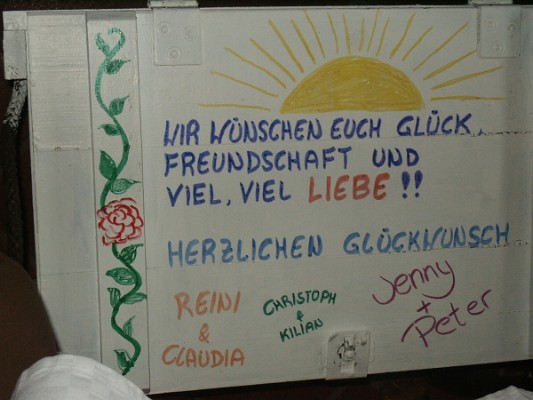 WIR WÜNSCHEN EUCH GLÜCK,
FREUNDSCHAFT UND
VIEL, VIEL LIEBE !!
HERZLICHEN GLÜCKWUNSCH
REINI
&
CLAUDIA
CHRISTOPH
&
KILIAN
Jenny
+
Peter